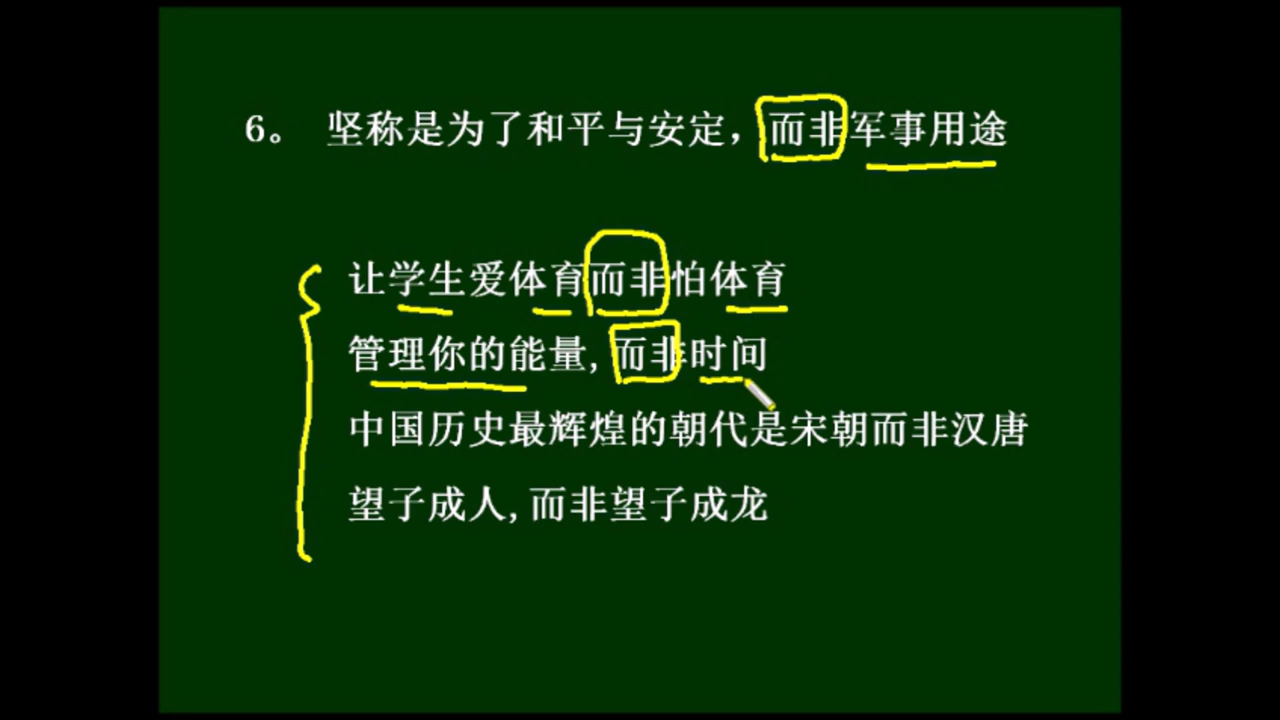 6。 坚称是为了和平与安定，而非军事用途
让学生爱体育而非怕体育
管理你的能量,而非时间
中国历史最辉煌的朝代是宋朝而非汉唐
望子成人,而非望子成龙